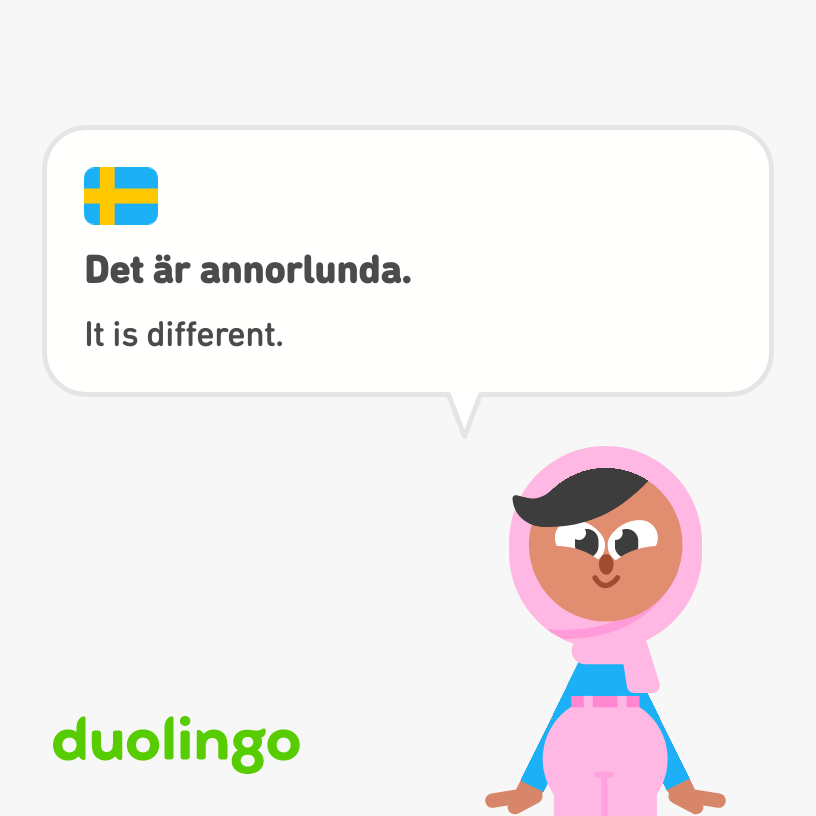 Det är annorlunda.
It is different.
duolingo